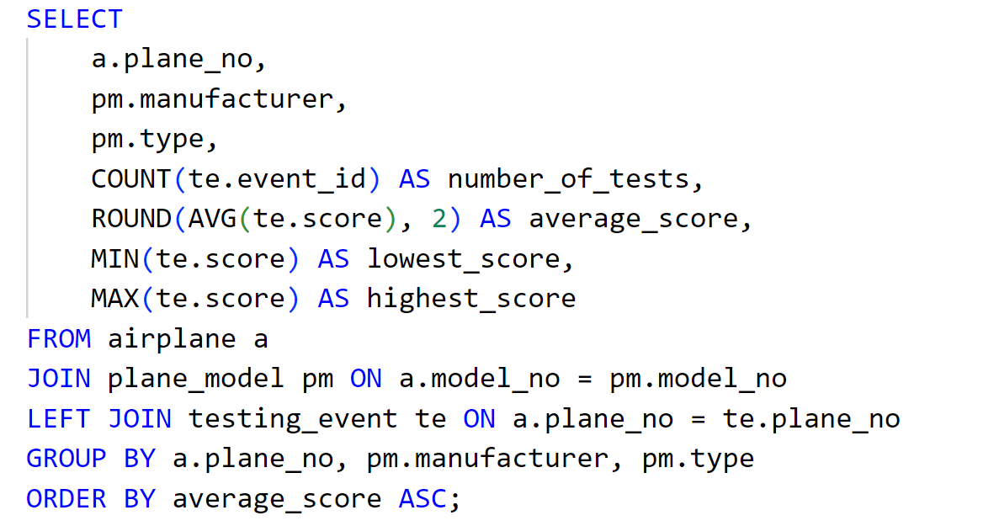 SELECT
a.plane_no,
pm.manufacturer,
pm.type,
COUNT(te.event_id) AS number_of_tests,
ROUND(AVG(te.score), 2) AS average_score,
MIN(te.score) AS lowest_score,
MAX(te.score) AS highest_score
FROM airplane a
JOIN plane_model pm ON a.model_no = pm.model_no
LEFT JOIN testing_event te ON a.plane_no = te.plane_no
GROUP BY a.plane_no, pm.manufacturer, pm.type
ORDER BY average_score ASC;